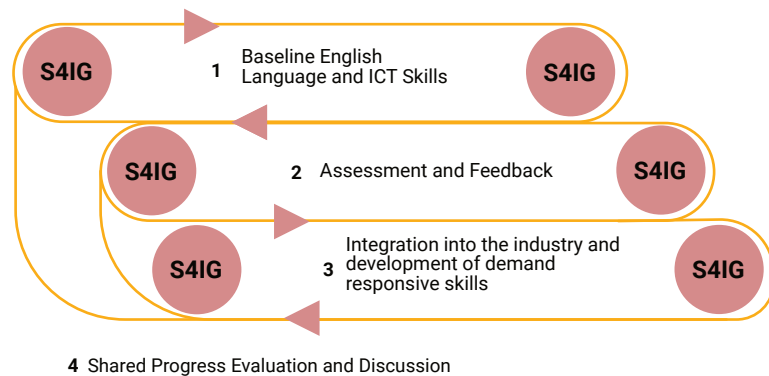 S4IG
1 Baseline English
Language and ICT Skills
S4IG
S4IG
2 Assessment and Feedback
S4IG
S4IG
Integration into the industry and
3 development of demand
responsive skills
S4IG
4 Shared Progress Evaluation and Discussion